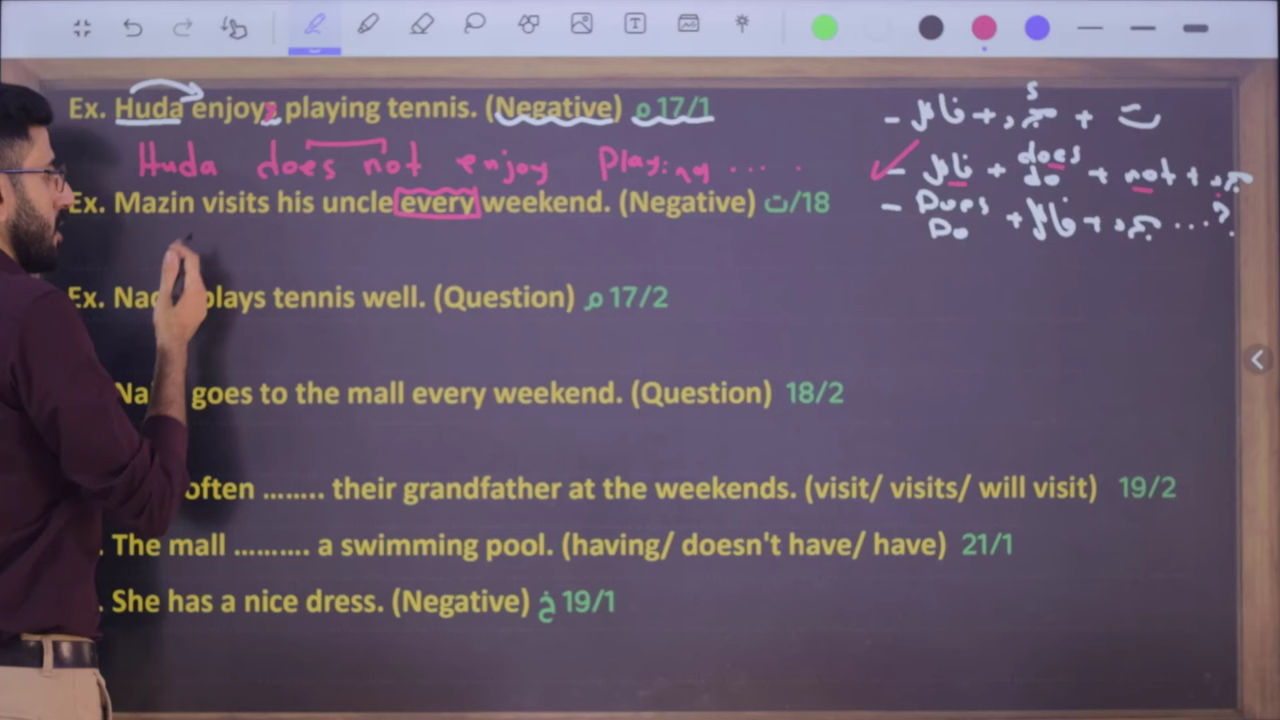 Ex. Huda enjoys playing tennis. (Negative) 17/1 م
Huda does not enjoy Playing .....
Ex. Mazin visits his uncle every weekend. (Negative) 18/ت
Ex. plays tennis well. (Question) 17/2 م
goes to the mall every weekend. (Question) 18/2
often ........ their grandfather at the weekends. (visit/ visits/ will visit) 19/2
. The mall .......... a swimming pool. (having/ doesn't have/ have) 21/1
. She has a nice dress. (Negative) 19/1 خ
- فاعل + مجرد s + ت
- فاعل + does do + not + مجرد
- Does Do + فاعل + مجرد ...?